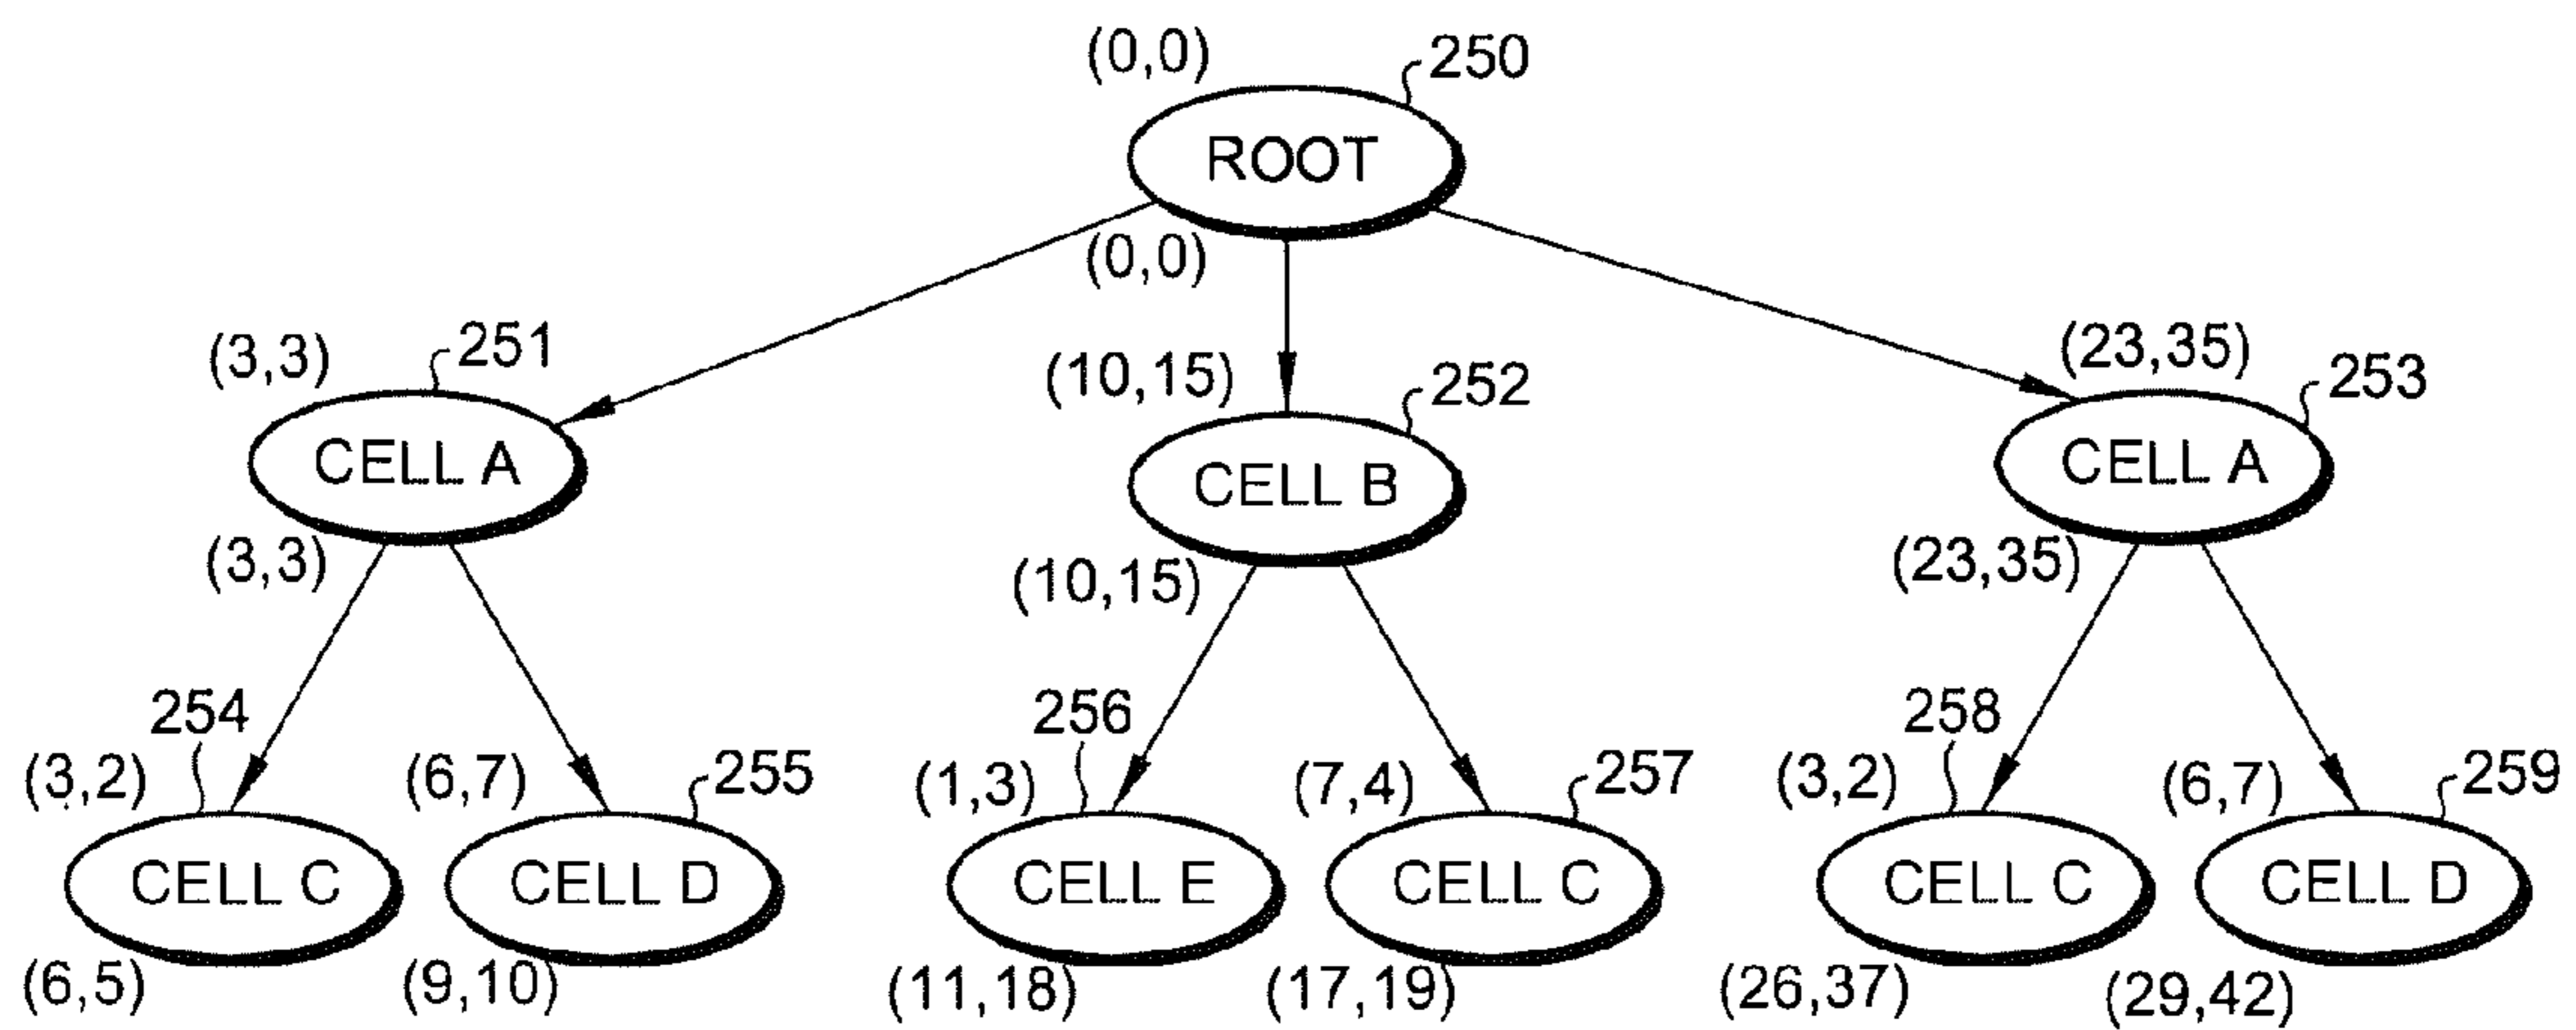 (0,0) 250
ROOT
(0,0)
(3,3) 251 (10,15) 252 (23,35) 253
CELL A CELL B CELL A
(3,3) (10,15) (23,35)
254 256 258
(3,2) (6,7) 255 (1,3) (7,4) 257 (3,2) (6,7) 259
CELL C CELL D CELL E CELL C CELL C CELL D
(6,5) (9,10) (11,18) (17,19) (26,37) (29,42)